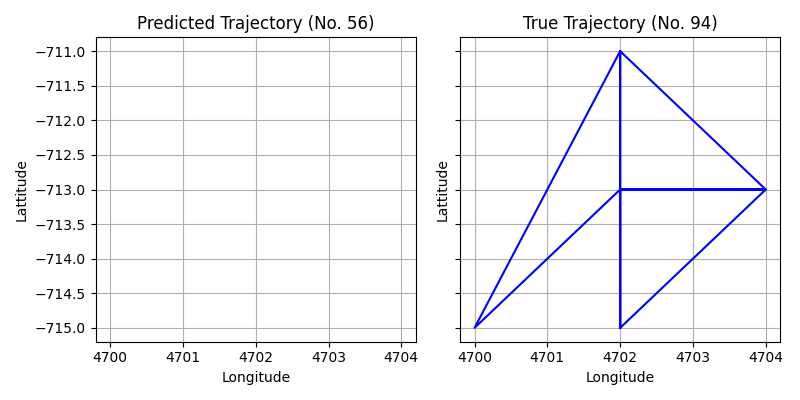 Predicted Trajectory (No. 56)
True Trajectory (No. 94)
Lattitude
−711.0
−711.5
−712.0
−712.5
−713.0
−713.5
−714.0
−714.5
−715.0
4700 4701 4702 4703 4704
Longitude
Lattitude
4700 4701 4702 4703 4704
Longitude